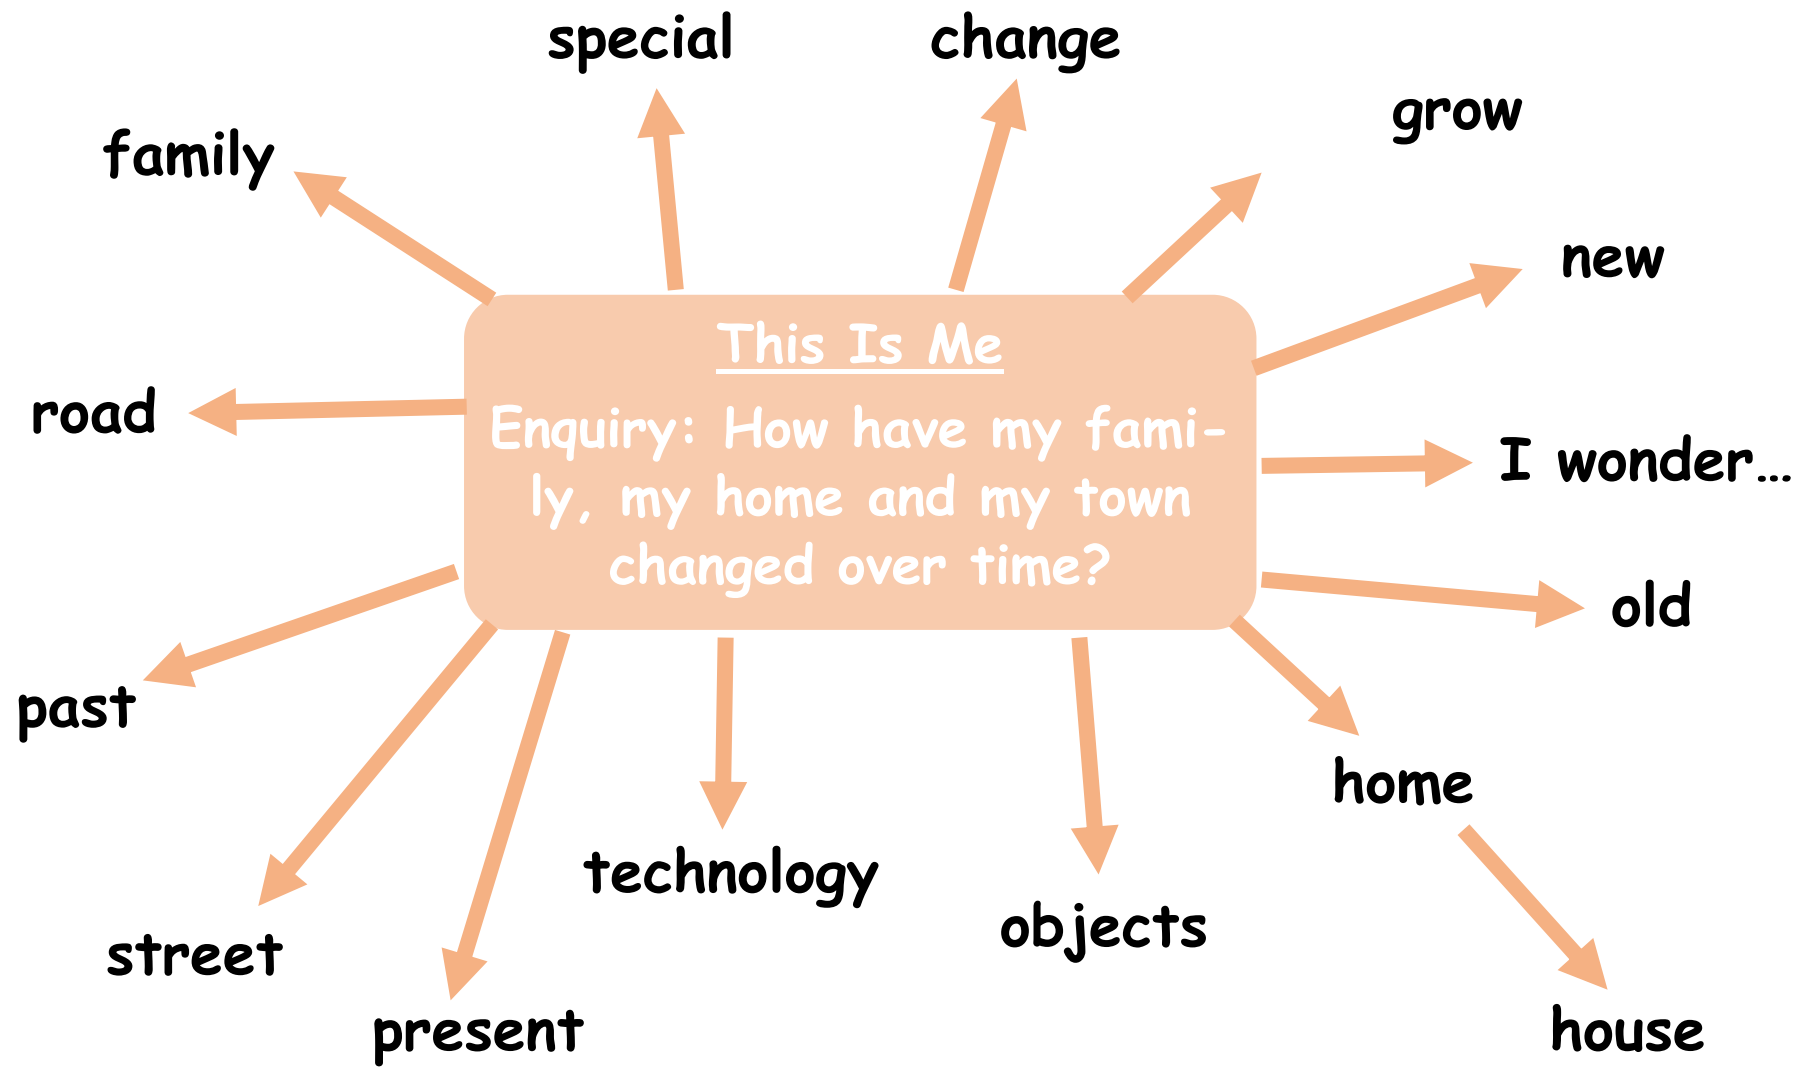 special
change
grow
family
new
This Is Me
road
Enquiry: How have my fami-
ly, my home and my town
changed over time?
I wonder...
old
past
home
technology
objects
street
present
house